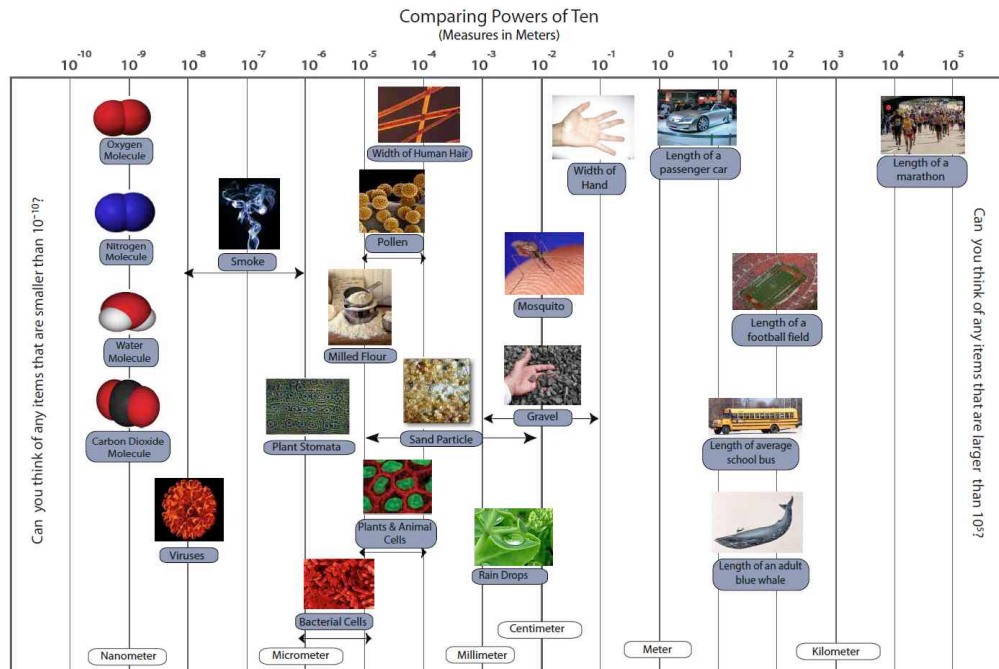 Comparing Powers of Ten
(Measures in Meters)
10^-10 10^-9 10^-8 10^-7 10^-6 10^-5 10^-4 10^-3 10^-2 10^-1 10^0 10^1 10^2 10^3 10^4 10^5
Can you think of any items that are smaller than 10^-10?
Oxygen
Molecule
Width of Human Hair
Width of
Hand
Length of a
passenger car
Length of a
marathon
Nitrogen
Molecule
Smoke
Pollen
Mosquito
Length of a
football field
Water
Molecule
Milled Flour
Gravel
Carbon Dioxide
Molecule
Plant Stomata
Sand Particle
Length of average
school bus
Viruses
Plants & Animal
Cells
Rain Drops
Length of an adult
blue whale
Bacterial Cells
Can you think of any items that are larger than 10^5?
Nanometer
Micrometer
Millimeter
Centimeter
Meter
Kilometer